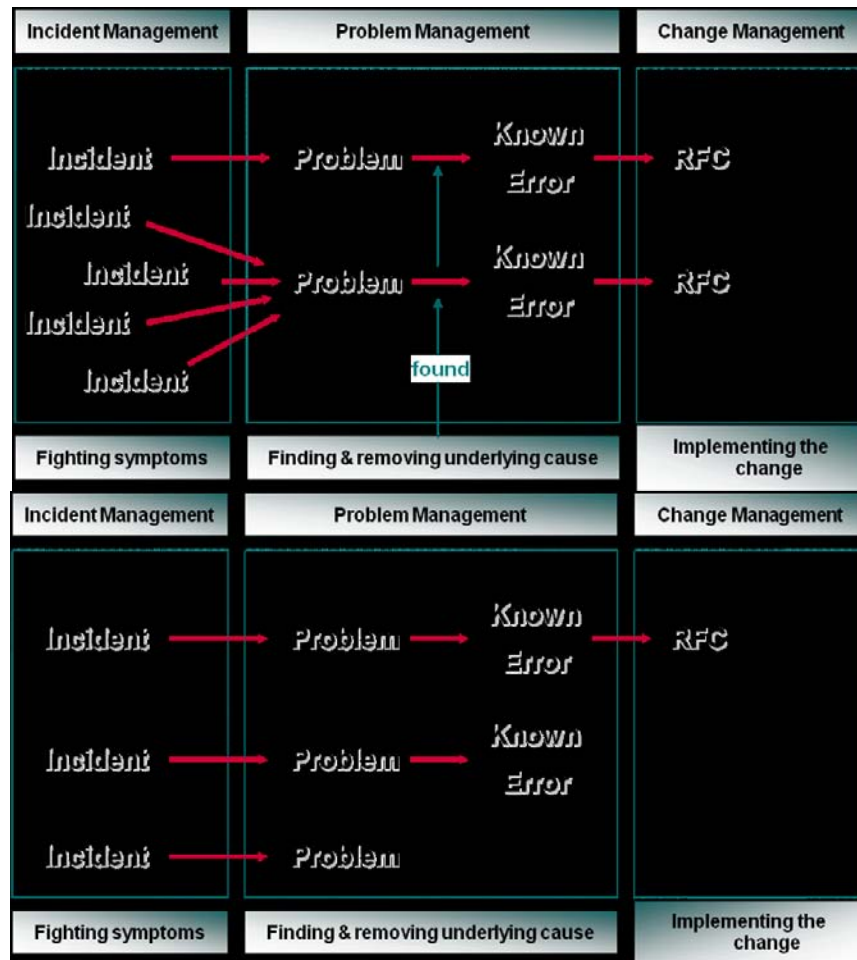 Incident Management
Problem Management
Change Management
Incident
Problem
Known
Error
RFC
Incident
Incident
Problem
Known
Error
RFC
Incident
Incident
found
Fighting symptoms
Finding & removing underlying cause
Implementing the
change
Incident Management
Problem Management
Change Management
Incident
Problem
Known
Error
RFC
Incident
Problem
Known
Error
Incident
Problem
Fighting symptoms
Finding & removing underlying cause
Implementing the
change